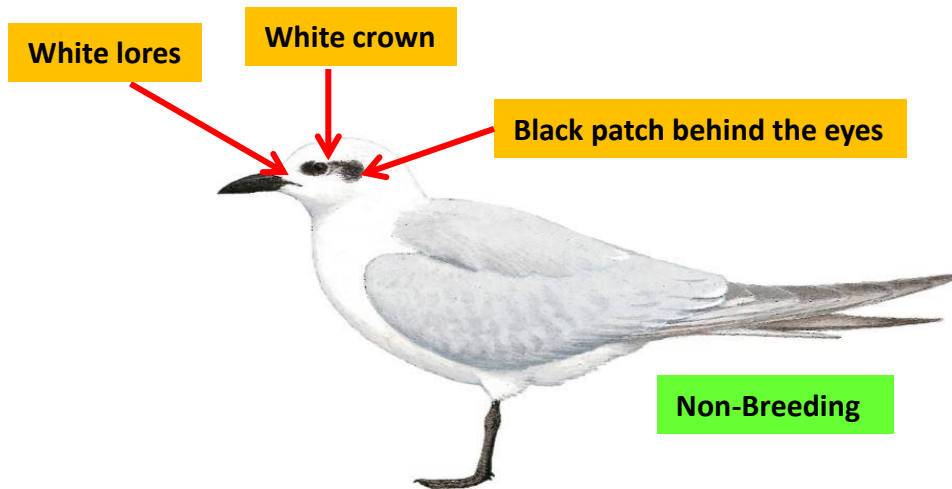 White lores
White crown
Black patch behind the eyes
Non-Breeding